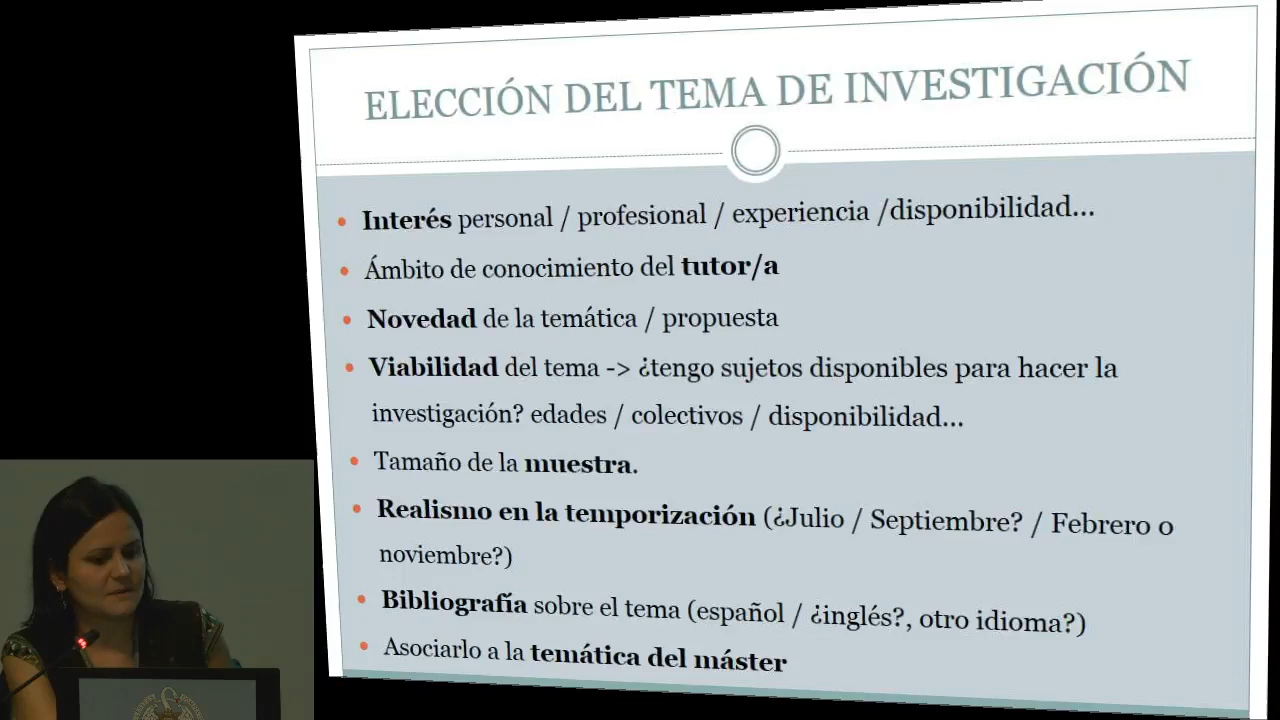 ELECCIÓN DEL TEMA DE INVESTIGACIÓN
• Interés personal / profesional / experiencia /disponibilidad...
• Ámbito de conocimiento del tutor/a
• Novedad de la temática / propuesta
• Viabilidad del tema -> ¿tengo sujetos disponibles para hacer la
investigación? edades / colectivos / disponibilidad...
• Tamaño de la muestra.
• Realismo en la temporización (¿Julio / Septiembre? / Febrero o
noviembre?)
• Bibliografía sobre el tema (español / ¿inglés?, otro idioma?)
• Asociarlo a la temática del máster